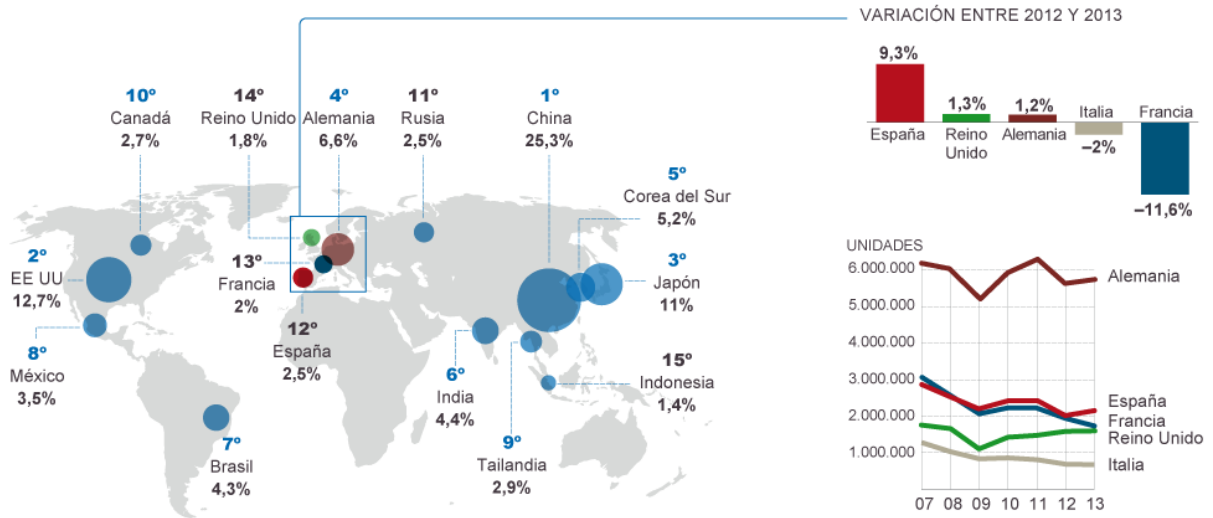 VARIACIÓN ENTRE 2012 Y 2013
9,3%
España
1,3%
Reino
Unido
1,2%
Alemania
Italia
–2%
Francia
–11,6%
10º
Canadá
2,7%
14º
Reino Unido
1,8%
4º
Alemania
6,6%
11º
Rusia
2,5%
1º
China
25,3%
5º
Corea del Sur
5,2%
2º
EE UU
12,7%
13º
Francia
2%
3º
Japón
11%
8º
México
3,5%
12º
España
2,5%
6º
India
4,4%
15º
Indonesia
1,4%
7º
Brasil
4,3%
9º
Tailandia
2,9%
UNIDADES
6.000.000
5.000.000
4.000.000
3.000.000
2.000.000
1.000.000
Alemania
España
Francia
Reino Unido
Italia
07 08 09 10 11 12 13